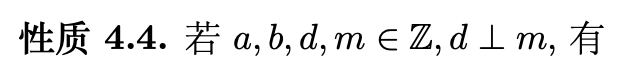 性质 4.4. 若 a, b, d, m ∈ ℤ, d ⊥ m, 有